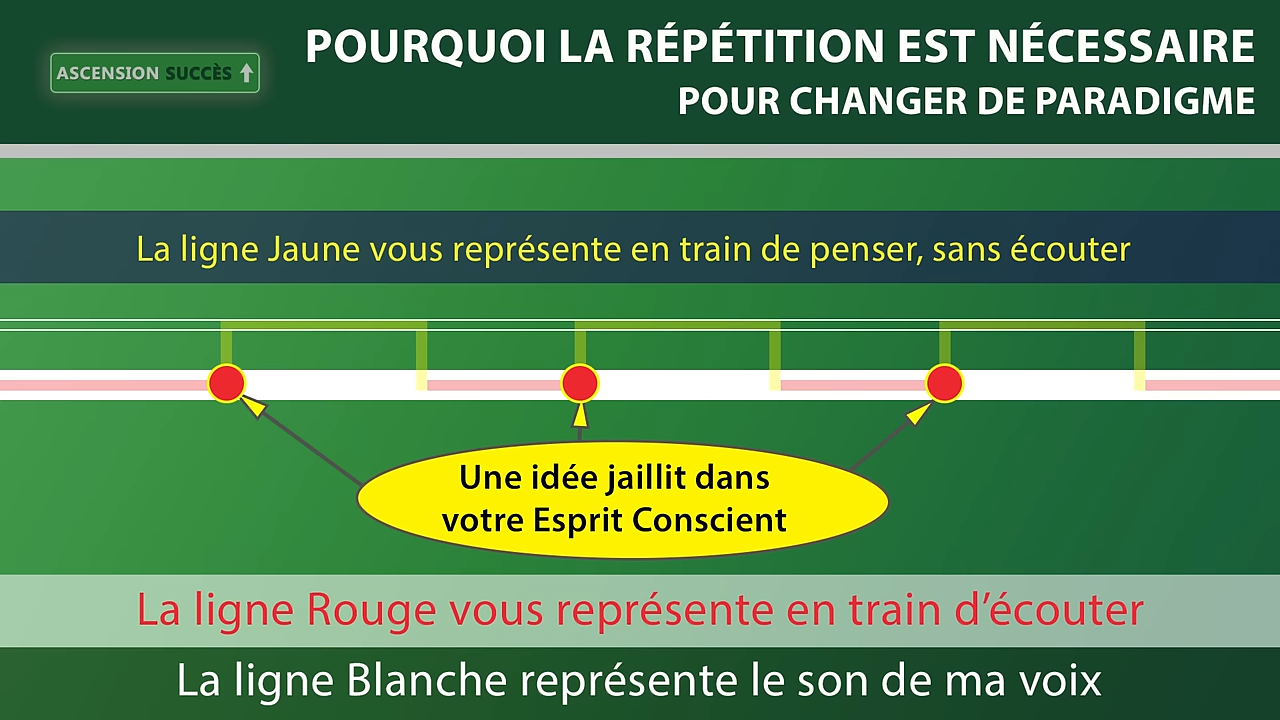 POURQUOI LA RÉPÉTITION EST NÉCESSAIRE
POUR CHANGER DE PARADIGME
ASCENSION SUCCÈS
La ligne Jaune vous représente en train de penser, sans écouter
Une idée jaillit dans
votre Esprit Conscient
La ligne Rouge vous représente en train d’écouter
La ligne Blanche représente le son de ma voix